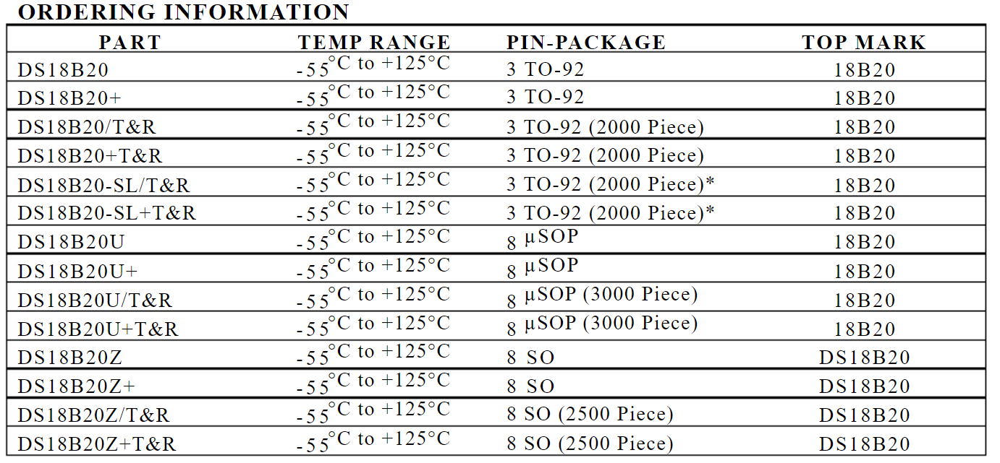 ORDERING INFORMATION
PART TEMP RANGE PIN-PACKAGE TOP MARK
DS18B20 -55°C to +125°C 3 TO-92 18B20
DS18B20+ -55°C to +125°C 3 TO-92 18B20
DS18B20/T&R -55°C to +125°C 3 TO-92 (2000 Piece) 18B20
DS18B20+T&R -55°C to +125°C 3 TO-92 (2000 Piece) 18B20
DS18B20-SL/T&R -55°C to +125°C 3 TO-92 (2000 Piece)* 18B20
DS18B20-SL+T&R -55°C to +125°C 3 TO-92 (2000 Piece)* 18B20
DS18B20U -55°C to +125°C 8 µSOP 18B20
DS18B20U+ -55°C to +125°C 8 µSOP 18B20
DS18B20U/T&R -55°C to +125°C 8 µSOP (3000 Piece) 18B20
DS18B20U+T&R -55°C to +125°C 8 µSOP (3000 Piece) 18B20
DS18B20Z -55°C to +125°C 8 SO DS18B20
DS18B20Z+ -55°C to +125°C 8 SO DS18B20
DS18B20Z/T&R -55°C to +125°C 8 SO (2500 Piece) DS18B20
DS18B20Z+T&R -55°C to +125°C 8 SO (2500 Piece) DS18B20